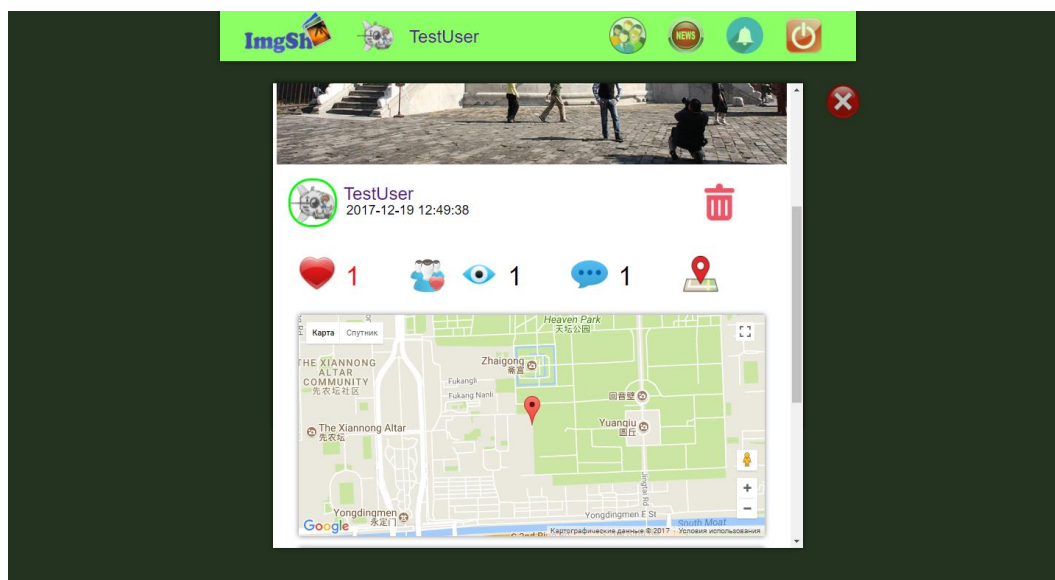 ImgSh
TestUser
NEWS
TestUser
2017-12-19 12:49:38
1
1
1
Карта
Спутник
Heaven Park
天坛公园
THE XIANNONG
ALTAR
COMMUNITY
先农坛社区
Zhaigong
斋宫
Fukangli
Fukang Nanli
回音壁
The Xiannong Altar
先农坛
Yuanqiu
圜丘
Jingtai Rd
Yongdingmen
永定门
Yongdingmen E St
South Moat
Google
Картографические данные © 2017
Условия использования